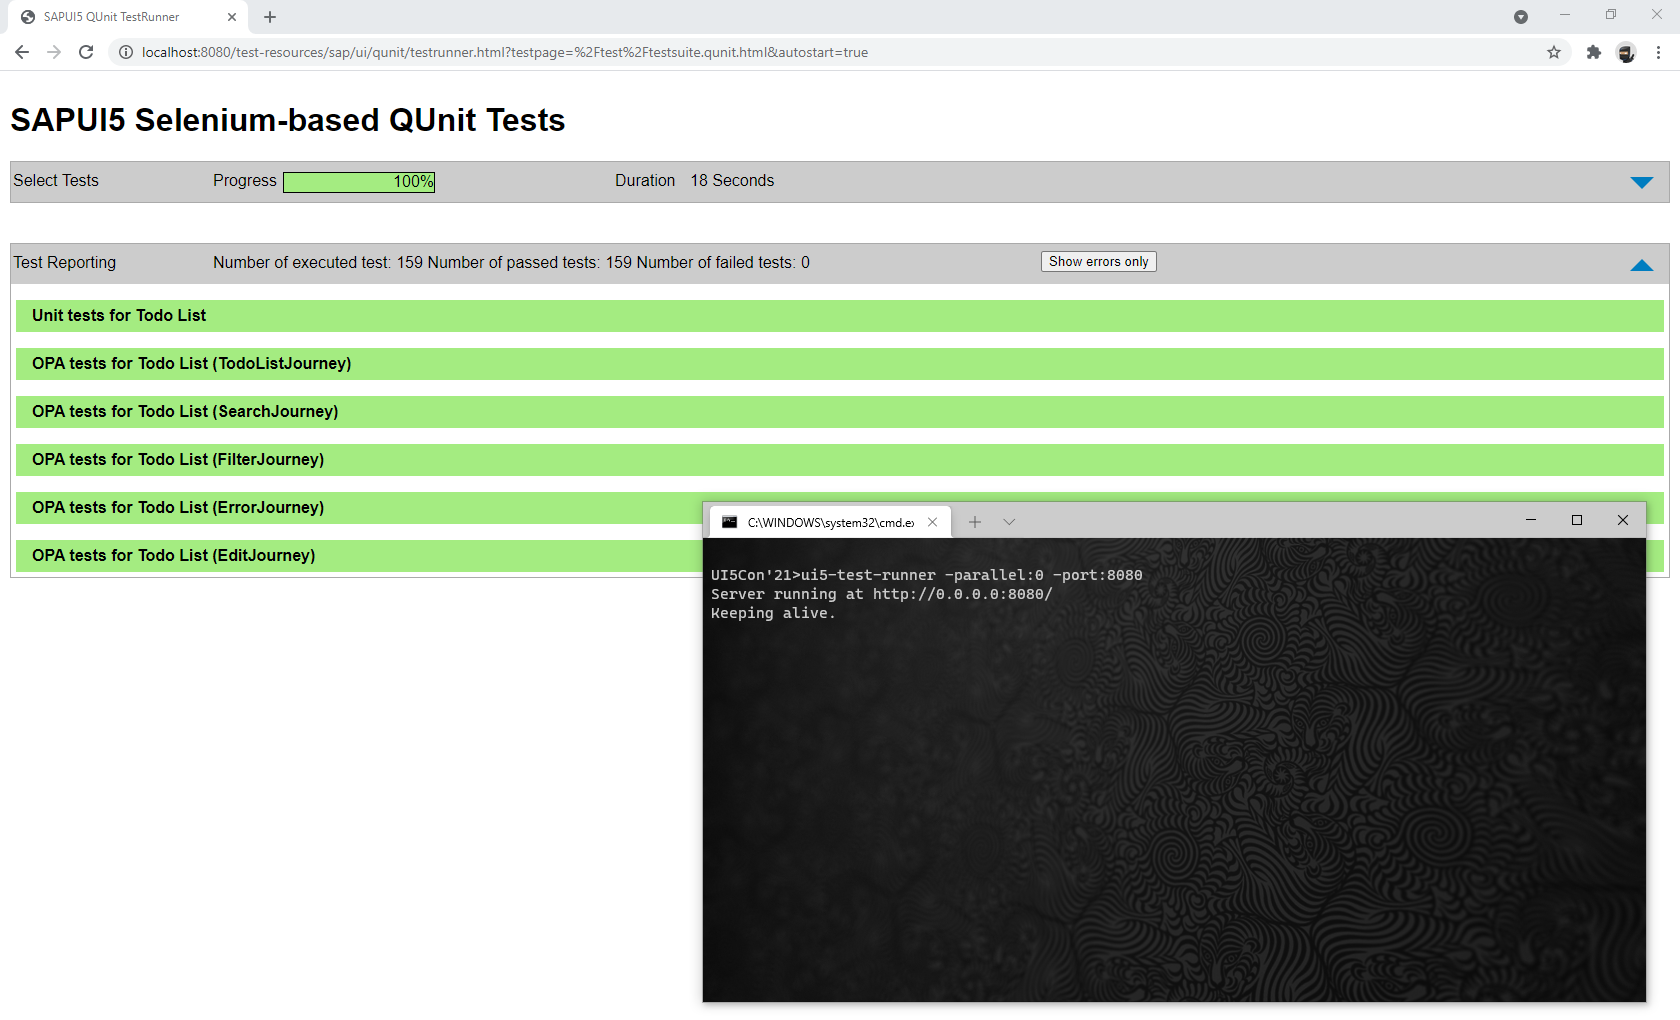 SAPUI5 QUnit TestRunner
localhost:8080/test-resources/sap/ui/qunit/testrunner.html?testpage=%2Ftest%2Ftestsuite.qunit.html&autostart=true
SAPUI5 Selenium-based QUnit Tests
Select Tests Progress 100% Duration 18 Seconds
Test Reporting Number of executed test: 159 Number of passed tests: 159 Number of failed tests: 0 Show errors only
Unit tests for Todo List
OPA tests for Todo List (TodoListJourney)
OPA tests for Todo List (SearchJourney)
OPA tests for Todo List (FilterJourney)
OPA tests for Todo List (ErrorJourney)
OPA tests for Todo List (EditJourney)
C:\WINDOWS\system32\cmd.ex
UI5Con'21>ui5-test-runner -parallel:0 -port:8080
Server running at http://0.0.0.0:8080/
Keeping alive.